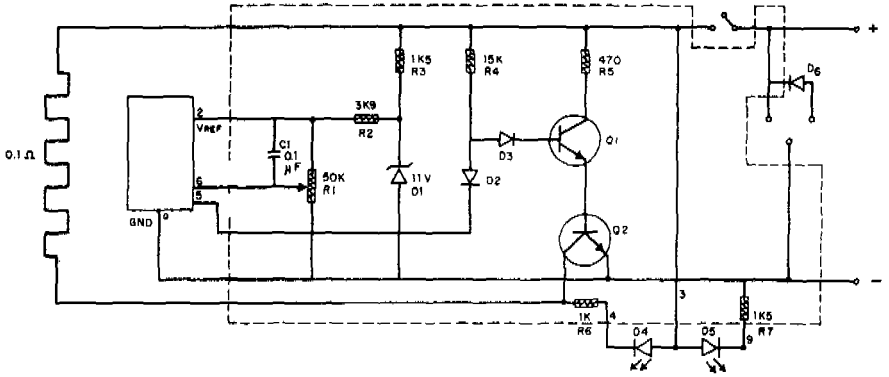 +
1K5
R3
15K
R4
470
R5
D6
2
VREF
3K9
R2
Q1
0.1 Ω
C1
0.1
µF
D3
6
5
50K
R1
11V
D1
D2
GND
Q2
−
3
4
1K
R6
D4
D5
9
1K5
R7